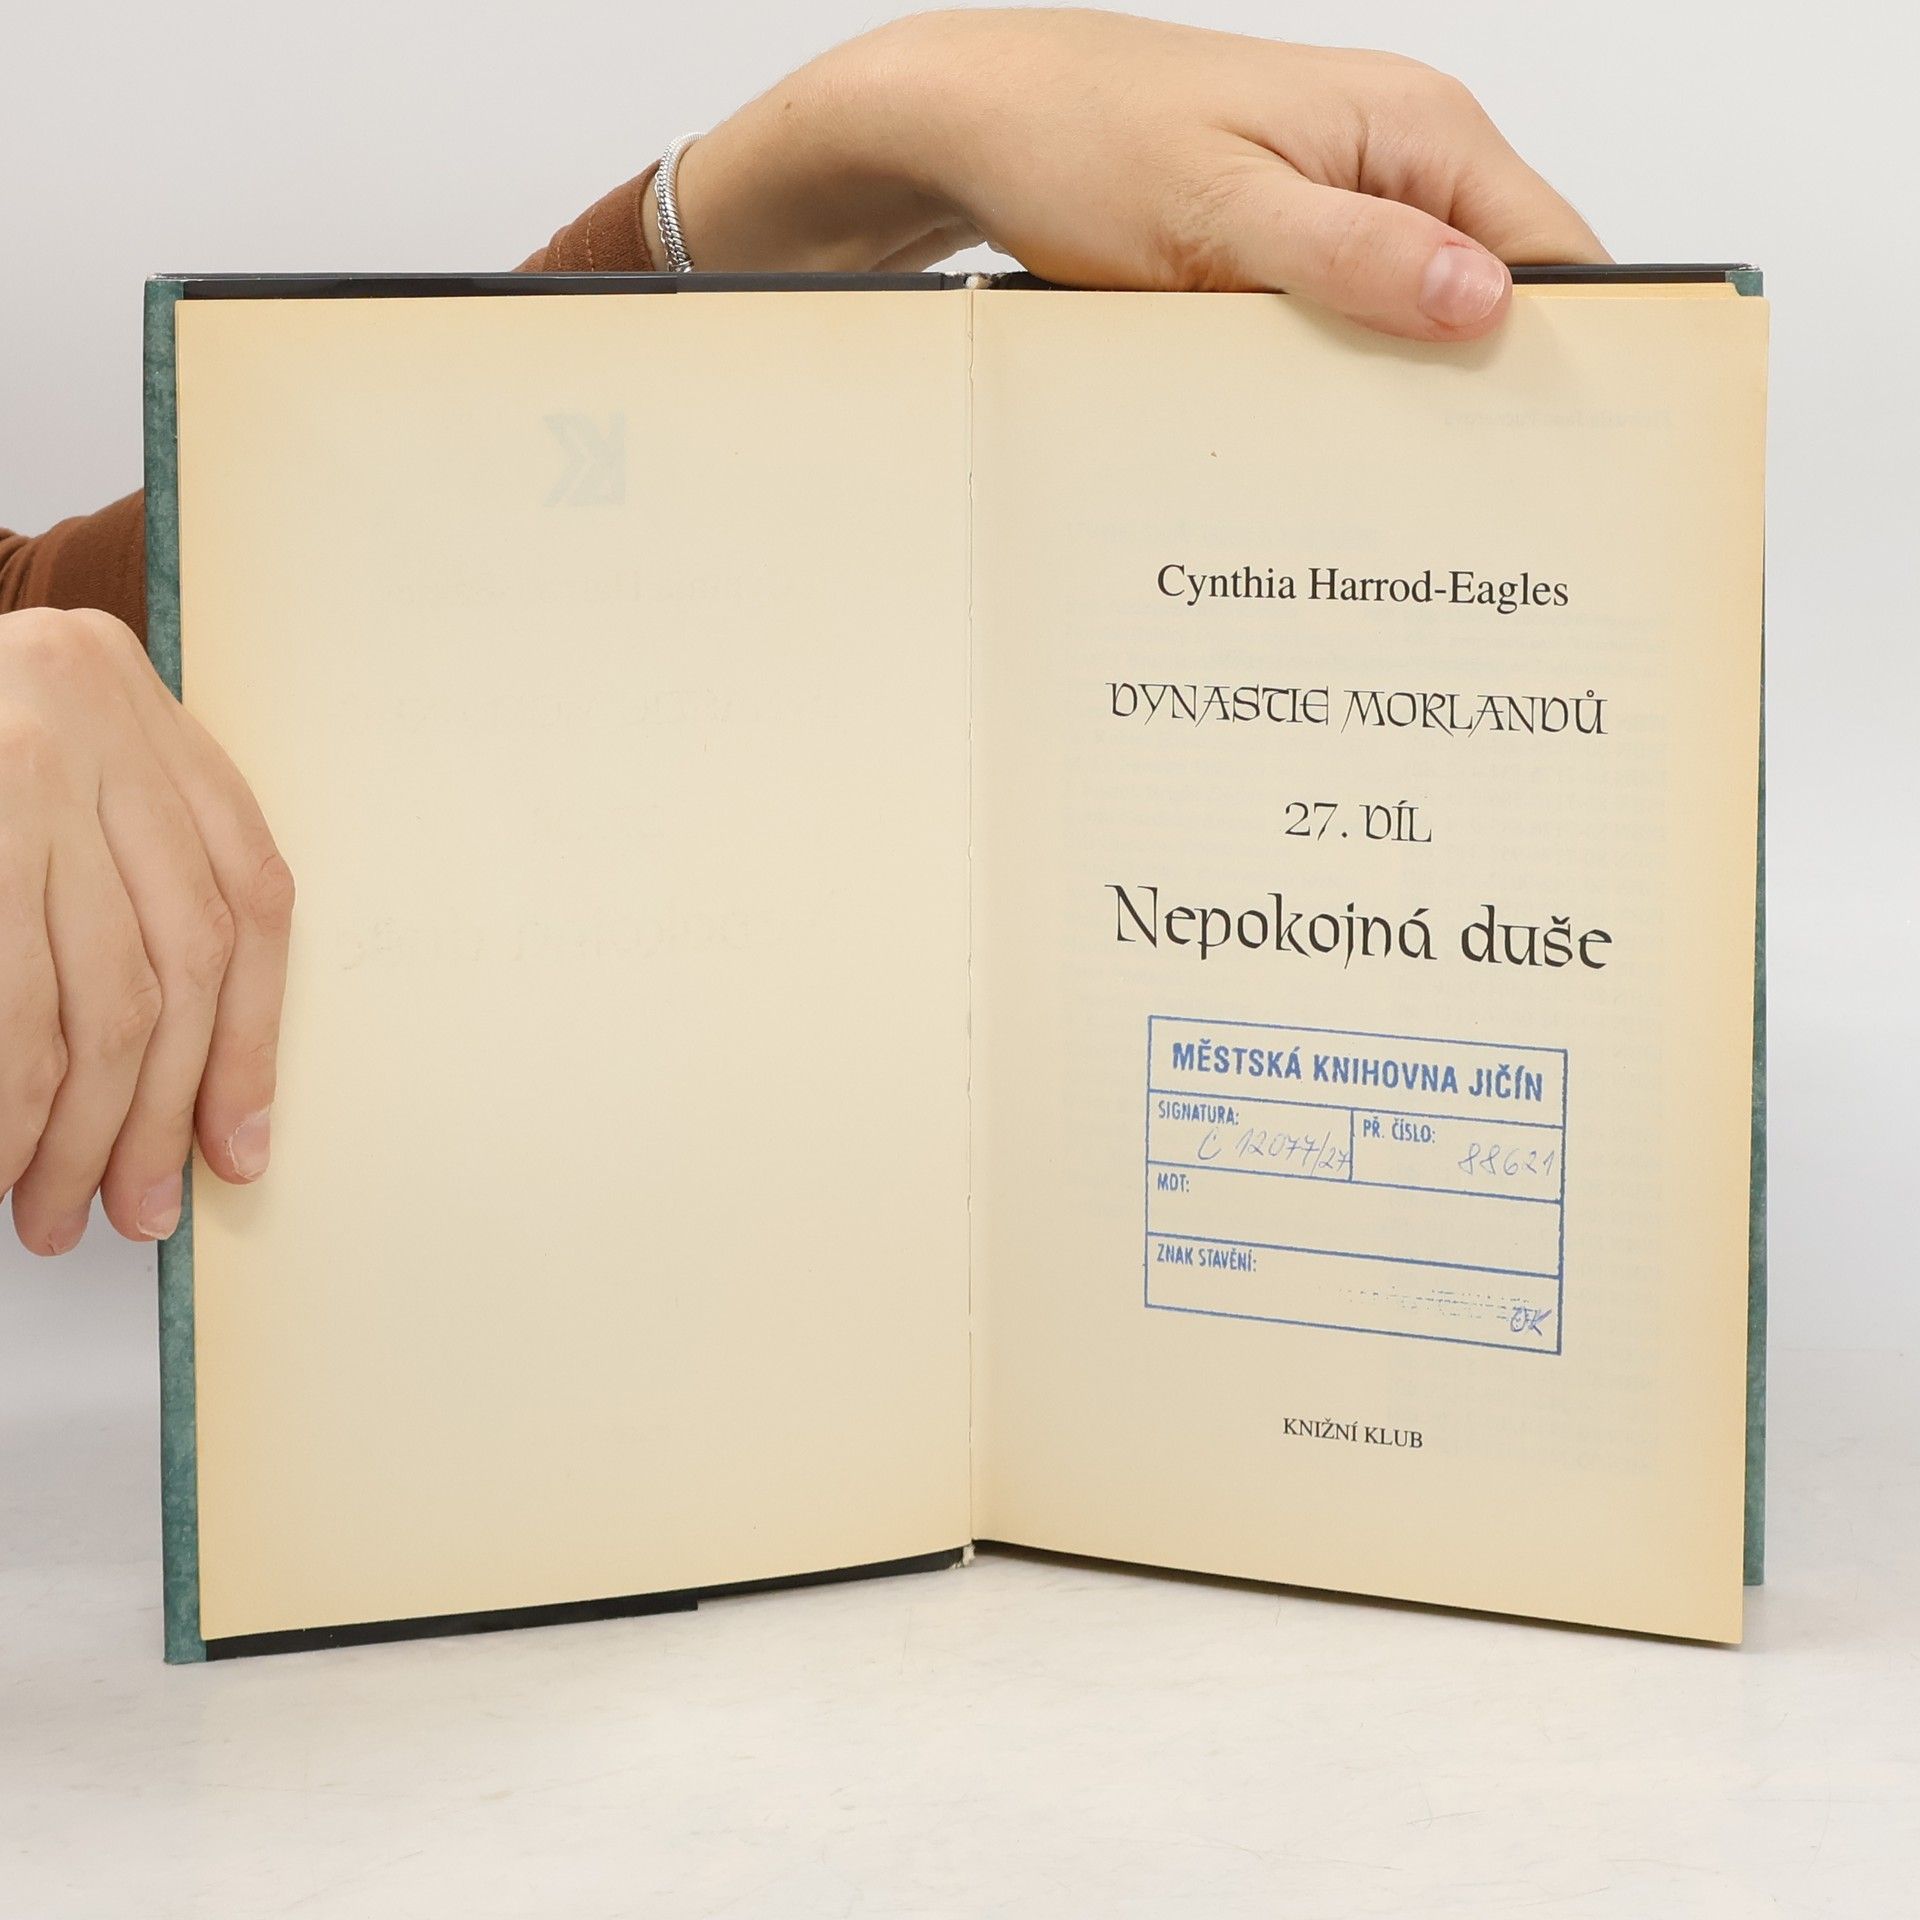 Cynthia Harrod-Eagles
DYNASTIE MORLANDŮ
27. DÍL
Nepokojná duše
MĚSTSKÁ KNIHOVNA JIČÍN
SIGNATURA: C 12077/27 PŘ. ČÍSLO: 88621
MDT:
ZNAK STAVĚNÍ:
KNIŽNÍ KLUB